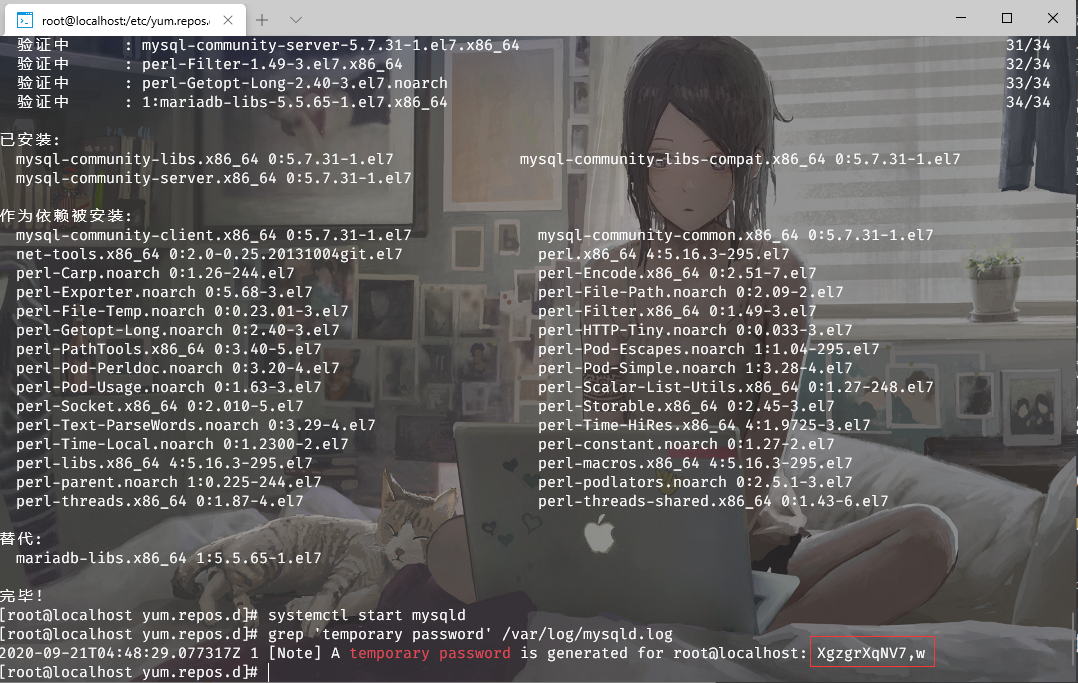 root@localhost:/etc/yum.repos.
验证中 : mysql-community-server-5.7.31-1.el7.x86_64 31/34
验证中 : perl-Filter-1.49-3.el7.x86_64 32/34
验证中 : perl-Getopt-Long-2.40-3.el7.noarch 33/34
验证中 : 1:mariadb-libs-5.5.65-1.el7.x86_64 34/34
已安装:
mysql-community-libs.x86_64 0:5.7.31-1.el7 mysql-community-libs-compat.x86_64 0:5.7.31-1.el7
mysql-community-server.x86_64 0:5.7.31-1.el7
作为依赖被安装:
mysql-community-client.x86_64 0:5.7.31-1.el7 mysql-community-common.x86_64 0:5.7.31-1.el7
net-tools.x86_64 0:2.0-0.25.20131004git.el7 perl.x86_64 4:5.16.3-295.el7
perl-Carp.noarch 0:1.26-244.el7 perl-Encode.x86_64 0:2.51-7.el7
perl-Exporter.noarch 0:5.68-3.el7 perl-File-Path.noarch 0:2.09-2.el7
perl-File-Temp.noarch 0:0.23.01-3.el7 perl-Filter.x86_64 0:1.49-3.el7
perl-Getopt-Long.noarch 0:2.40-3.el7 perl-HTTP-Tiny.noarch 0:0.033-3.el7
perl-PathTools.x86_64 0:3.40-5.el7 perl-Pod-Escapes.noarch 1:1.04-295.el7
perl-Pod-Perldoc.noarch 0:3.20-4.el7 perl-Pod-Simple.noarch 1:3.28-4.el7
perl-Pod-Usage.noarch 0:1.63-3.el7 perl-Scalar-List-Utils.x86_64 0:1.27-248.el7
perl-Socket.x86_64 0:2.010-5.el7 perl-Storable.x86_64 0:2.45-3.el7
perl-Text-ParseWords.noarch 0:3.29-4.el7 perl-Time-HiRes.x86_64 4:1.9725-3.el7
perl-Time-Local.noarch 0:1.2300-2.el7 perl-constant.noarch 0:1.27-2.el7
perl-libs.x86_64 4:5.16.3-295.el7 perl-macros.x86_64 4:5.16.3-295.el7
perl-parent.noarch 1:0.225-244.el7 perl-podlators.noarch 0:2.5.1-3.el7
perl-threads.x86_64 0:1.87-4.el7 perl-threads-shared.x86_64 0:1.43-6.el7
替代:
mariadb-libs.x86_64 1:5.5.65-1.el7
完毕!
[root@localhost yum.repos.d]# systemctl start mysqld
[root@localhost yum.repos.d]# grep 'temporary password' /var/log/mysqld.log
2020-09-21T04:48:29.077317Z 1 [Note] A temporary password is generated for root@localhost: XgzgrXqNV7,w
[root@localhost yum.repos.d]#